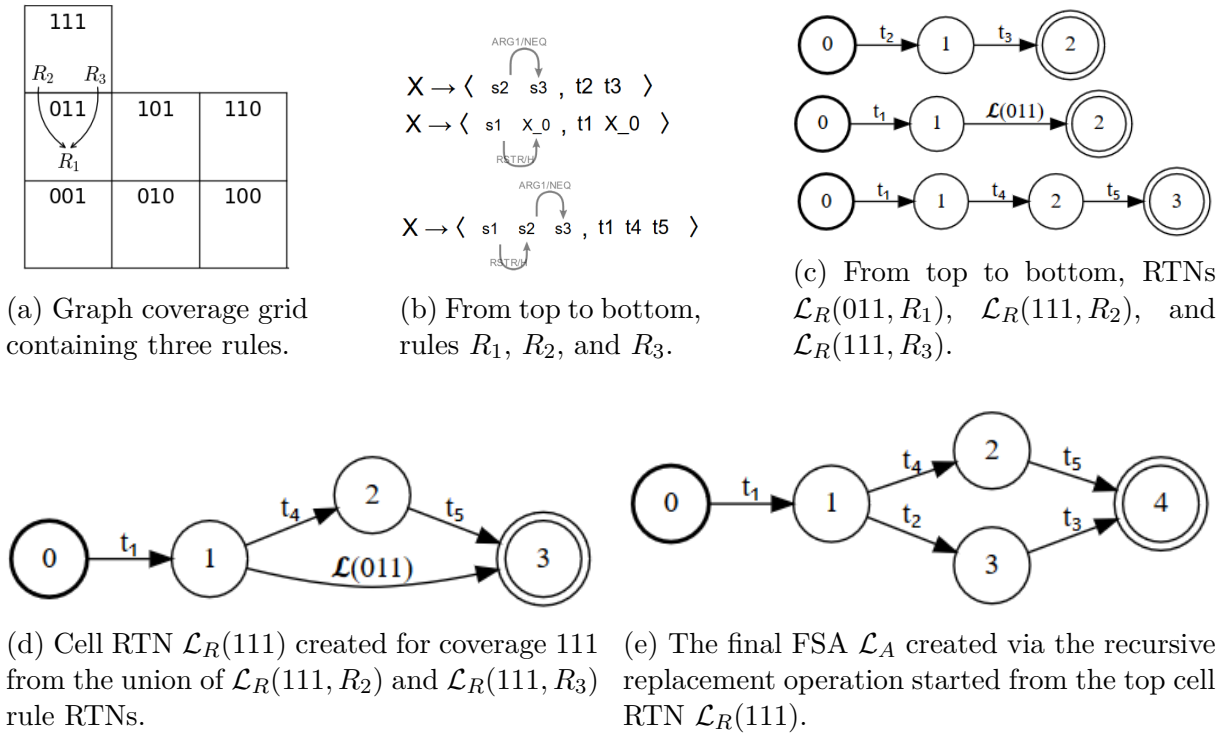 111
R2 R3
011 101 110
R1
001 010 100
(a) Graph coverage grid
containing three rules.
ARG1/NEQ
X → ⟨ s2 s3 , t2 t3 ⟩
X → ⟨ s1 X_0 , t1 X_0 ⟩
RSTR/H
ARG1/NEQ
X → ⟨ s1 s2 s3 , t1 t4 t5 ⟩
RSTR/H
(b) From top to bottom,
rules R1, R2, and R3.
0 t2 1 t3 2
0 t1 1 ℒ(011) 2
0 t1 1 t4 2 t5 3
(c) From top to bottom, RTNs
ℒR(011, R1), ℒR(111, R2), and
ℒR(111, R3).
0 t1 1 t4 2 t5 3
ℒ(011)
(d) Cell RTN ℒR(111) created for coverage 111
from the union of ℒR(111, R2) and ℒR(111, R3)
rule RTNs.
0 t1 1 t4 2 t5 4
t2 3 t3
(e) The final FSA ℒA created via the recursive
replacement operation started from the top cell
RTN ℒR(111).